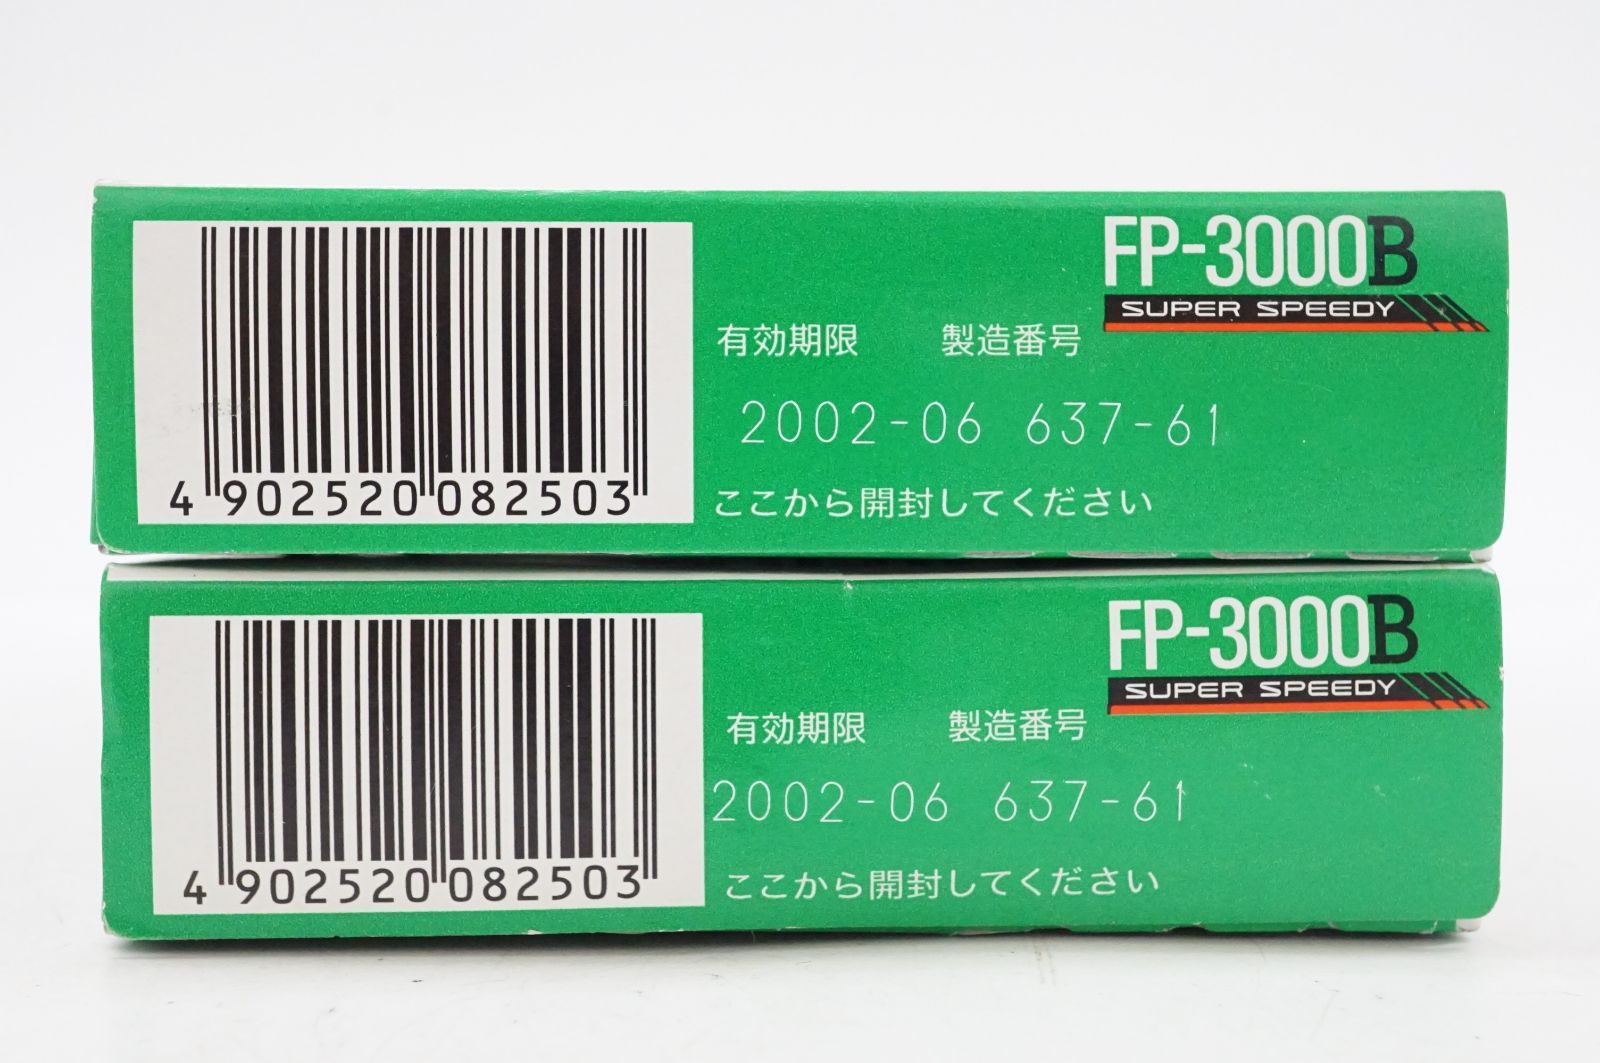 FP-3000B
SUPER SPEEDY
有効期限 製造番号
2002-06 637-61
ここから開封してください
4 902520 082503
FP-3000B
SUPER SPEEDY
有効期限 製造番号
2002-06 637-61
ここから開封してください
4 902520 082503